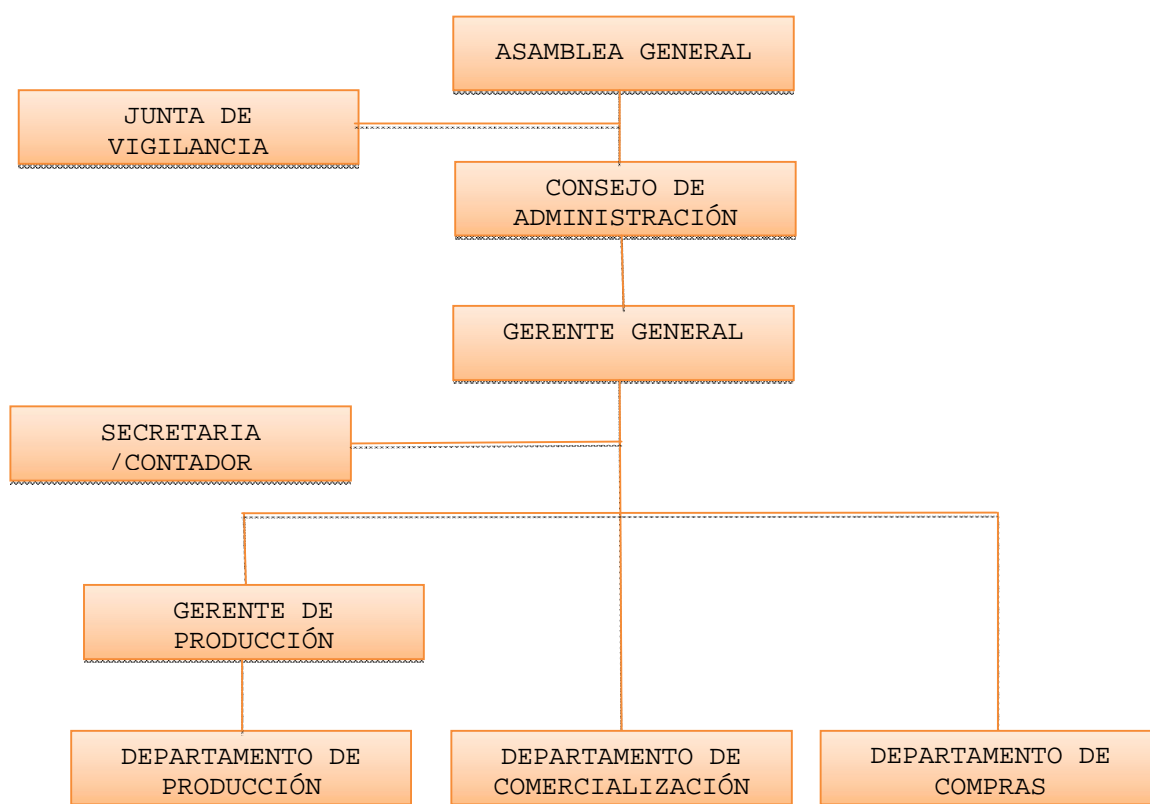 ASAMBLEA GENERAL
JUNTA DE
VIGILANCIA
CONSEJO DE
ADMINISTRACIÓN
GERENTE GENERAL
SECRETARIA
/CONTADOR
GERENTE DE
PRODUCCIÓN
DEPARTAMENTO DE
PRODUCCIÓN
DEPARTAMENTO DE
COMERCIALIZACIÓN
DEPARTAMENTO DE
COMPRAS